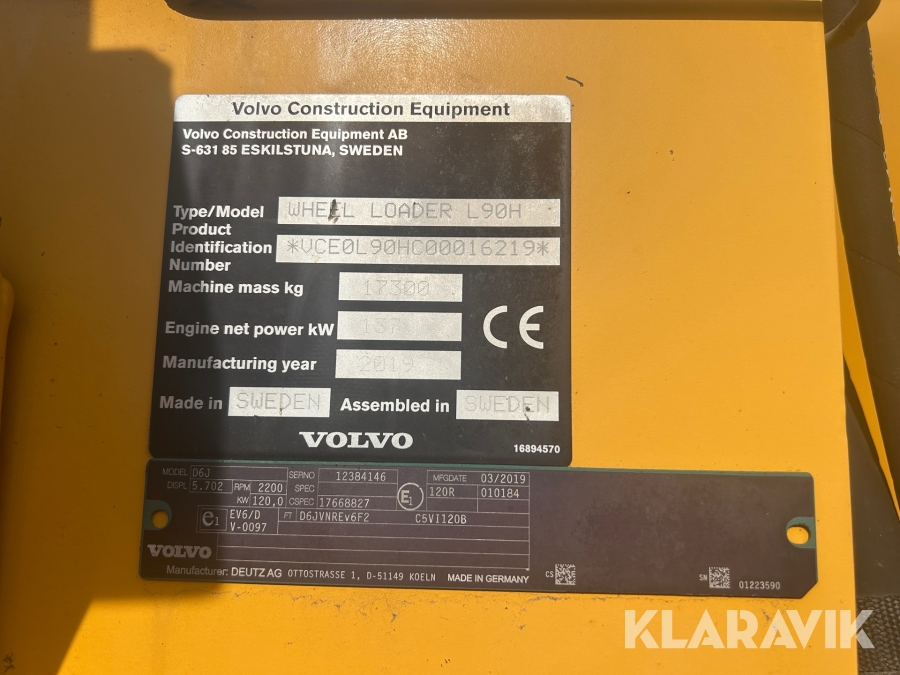 Volvo Construction Equipment
Volvo Construction Equipment AB
S-631 85 ESKILSTUNA, SWEDEN
Type/Model WHEEL LOADER L90H
Product
Identification *VCE0L90HC00016219*
Number
Machine mass kg 17300
Engine net power kW 137
Manufacturing year 2019
Made in SWEDEN Assembled in SWEDEN
VOLVO
16894570
MODEL D6J SERNO 12384146 MFGDATE 03/2019
DISPL 5.702 RPM 2200 SPEC E1 120R 010184
KW 120,0 CSPEC 17668827
e1 EV6/D FT D6JVNREv6F2 C5VI120B
V-0097
VOLVO
Manufacturer: DEUTZ AG OTTOSTRASSE 1, D-51149 KOELN MADE IN GERMANY CS SN 01223590
KLARAVIK